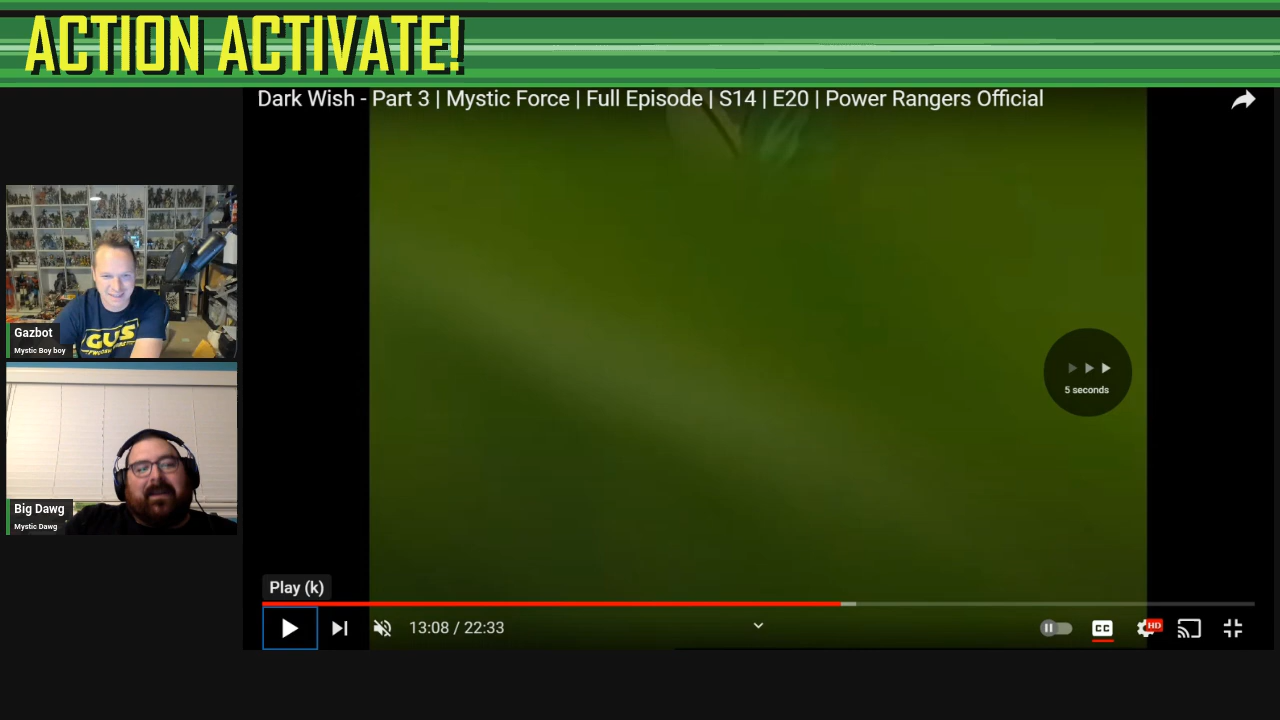 ACTION ACTIVATE!
Dark Wish - Part 3 | Mystic Force | Full Episode | S14 | E20 | Power Rangers Official
GUS
Gazbot
Mystic Boy boy
5 seconds
Big Dawg
Mystic Dawg
Play (k)
13:08 / 22:33
CC
HD